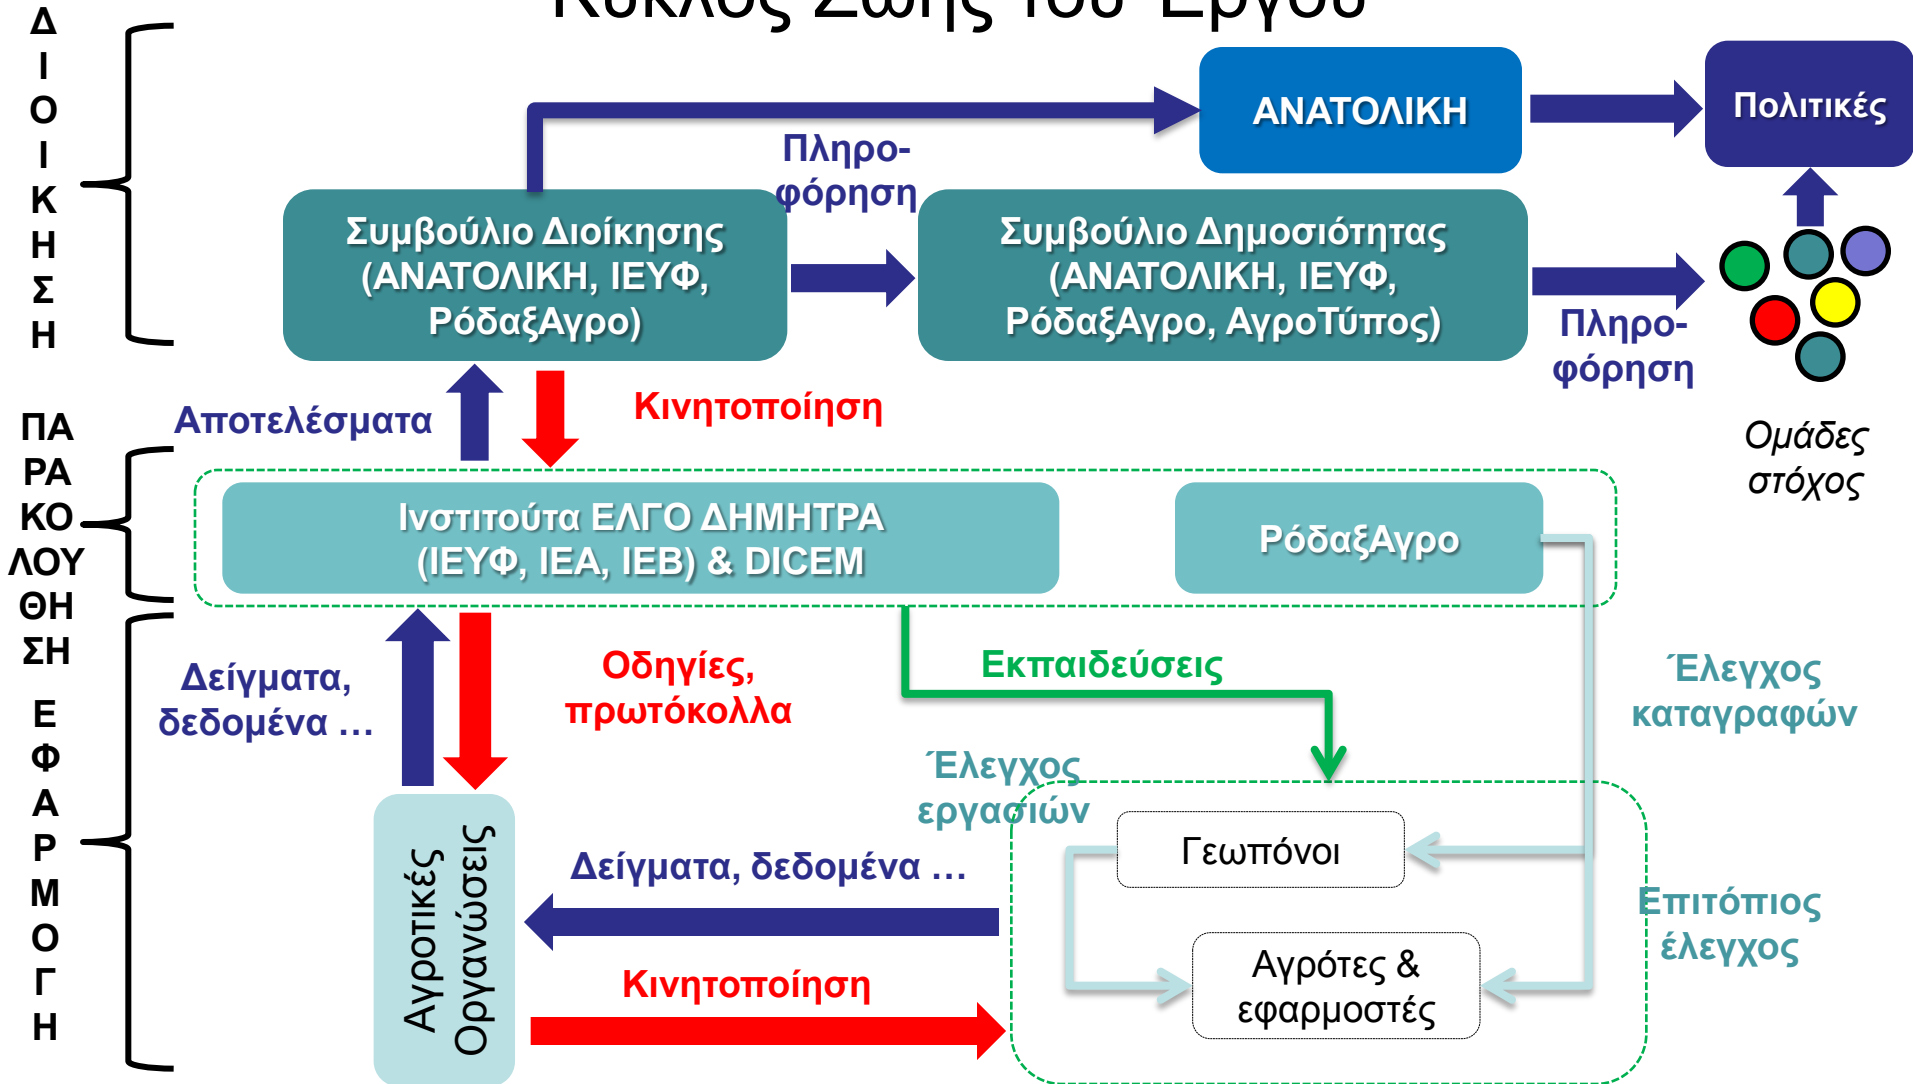 Κύκλος Ζωής του Έργου
Δ
Ι
Ο
Ι
Κ
Η
Σ
Η
ΑΝΑΤΟΛΙΚΗ
Πολιτικές
Πληρο-
φόρηση
Συμβούλιο Διοίκησης
(ΑΝΑΤΟΛΙΚΗ, ΙΕΥΦ,
ΡόδαξΑγρο)
Συμβούλιο Δημοσιότητας
(ΑΝΑΤΟΛΙΚΗ, ΙΕΥΦ,
ΡόδαξΑγρο, ΑγροΤύπος)
Πληρο-
φόρηση
Ομάδες
στόχος
Αποτελέσματα
Κινητοποίηση
ΠΑ
ΡΑ
ΚΟ
ΛΟΥ
ΘΗ
ΣΗ
Ινστιτούτα ΕΛΓΟ ΔΗΜΗΤΡΑ
(ΙΕΥΦ, ΙΕΑ, ΙΕΒ) & DICEM
ΡόδαξΑγρο
Δείγματα,
δεδομένα ...
Οδηγίες,
πρωτόκολλα
Εκπαιδεύσεις
Έλεγχος
καταγραφών
Ε
Φ
Α
Ρ
Μ
Ο
Γ
Η
Έλεγχος
εργασιών
Γεωπόνοι
Αγροτικές
Οργανώσεις
Δείγματα, δεδομένα ...
Επιτόπιος
έλεγχος
Κινητοποίηση
Αγρότες &
εφαρμοστές